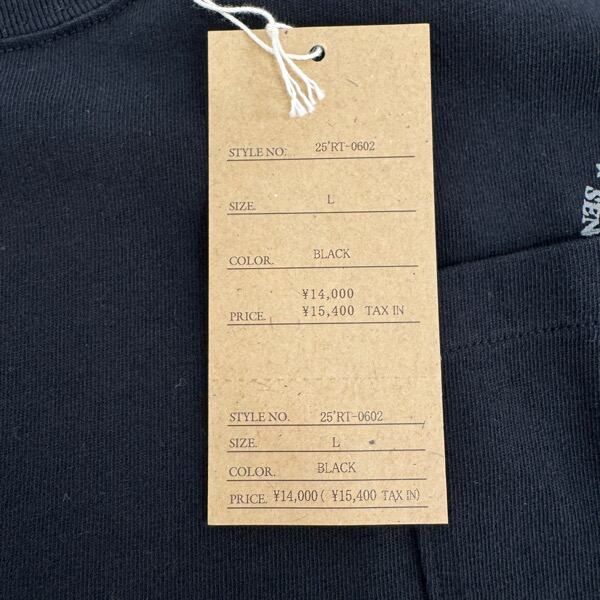 STYLE NO. 25'RT-0602
SIZE. L
COLOR. BLACK
¥14,000
PRICE. ¥15,400 TAX IN
STYLE NO. 25'RT-0602
SIZE. L
COLOR. BLACK
PRICE. ¥14,000 ( ¥15,400 TAX IN)
SEN